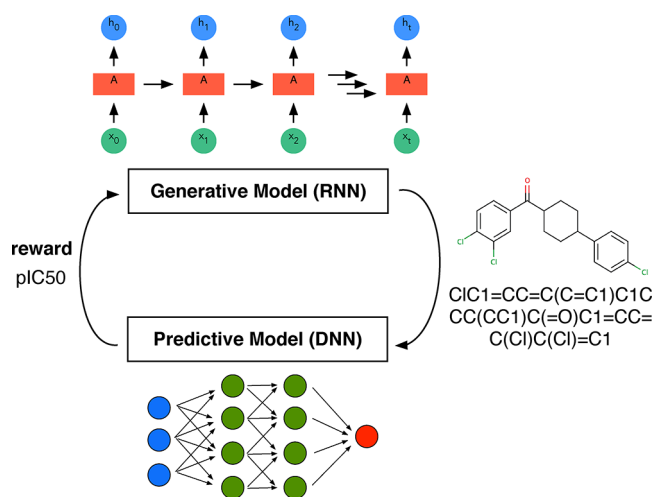 h0 h1 h2 ht
A A A A
x0 x1 x2 xt
Generative Model (RNN)
reward
pIC50
O
Cl
Cl
Cl
ClC1=CC=C(C=C1)C1C
CC(CC1)C(=O)C1=CC=
C(Cl)C(Cl)=C1
Predictive Model (DNN)